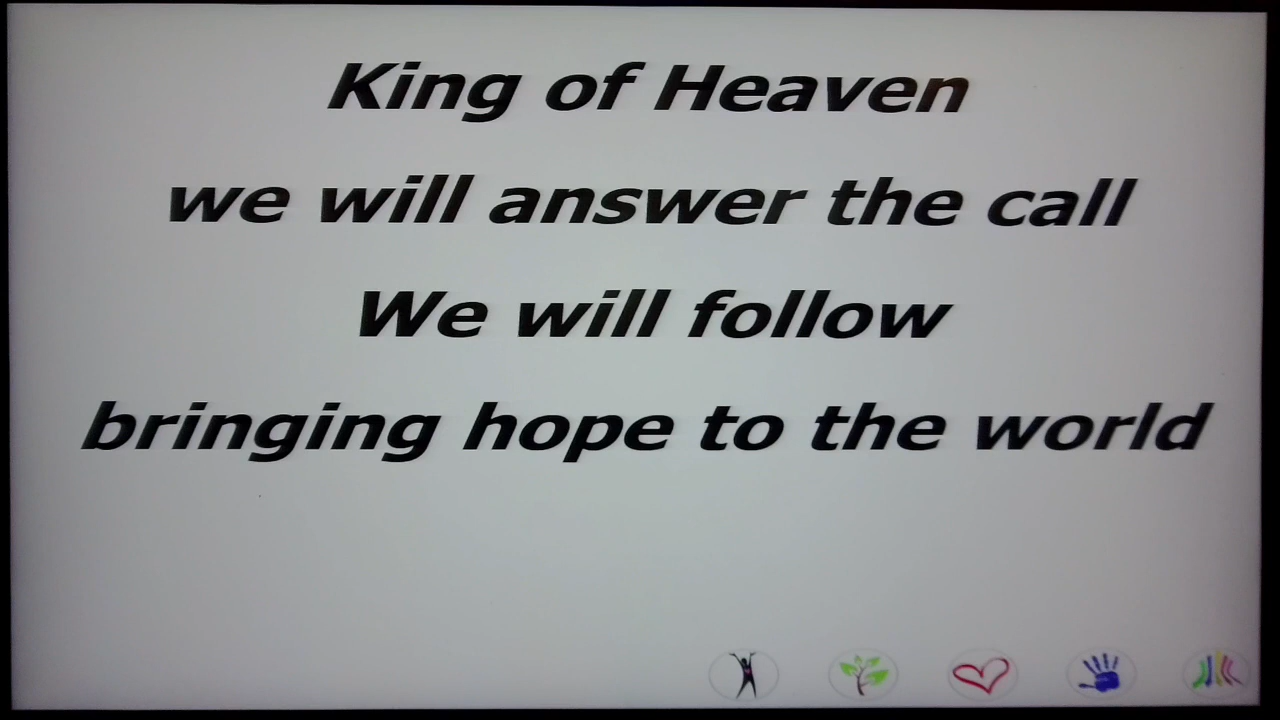 King of Heaven
we will answer the call
We will follow
bringing hope to the world